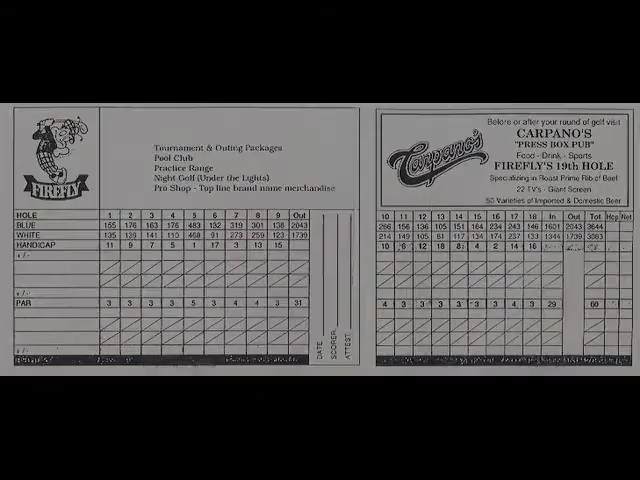 FIREFLY
Tournament & Outing Packages
Pool Club
Practice Range
Night Golf (Under the Lights)
Pro Shop - Top line brand name merchandise
HOLE 1 2 3 4 5 6 7 8 9 Out
BLUE 155 176 163 176 483 132 319 301 138 2043
WHITE 135 139 141 110 468 91 273 259 123 1739
HANDICAP 11 9 7 5 1 17 3 13 15
+/-
+/-
PAR 3 3 3 3 5 3 4 4 3 31
+/-
DATE
SCORER
ATTEST
Carpano's
Before or after your round of golf visit
CARPANO'S
"PRESS BOX PUB"
Food - Drink - Sports
FIREFLY'S 19th HOLE
Specializing in Roast Prime Rib of Beef
22 TV's - Giant Screen
50 Varieties of Imported & Domestic Beer
10 11 12 13 14 15 16 17 18 In Out Tot Hcp Net
266 156 136 105 151 164 234 243 146 1601 2043 3644
214 149 105 61 117 134 174 237 1344 1739 3083
10 6 12 18 8 4 2 14 16
4 3 3 3 3 3 3 4 3 29 60